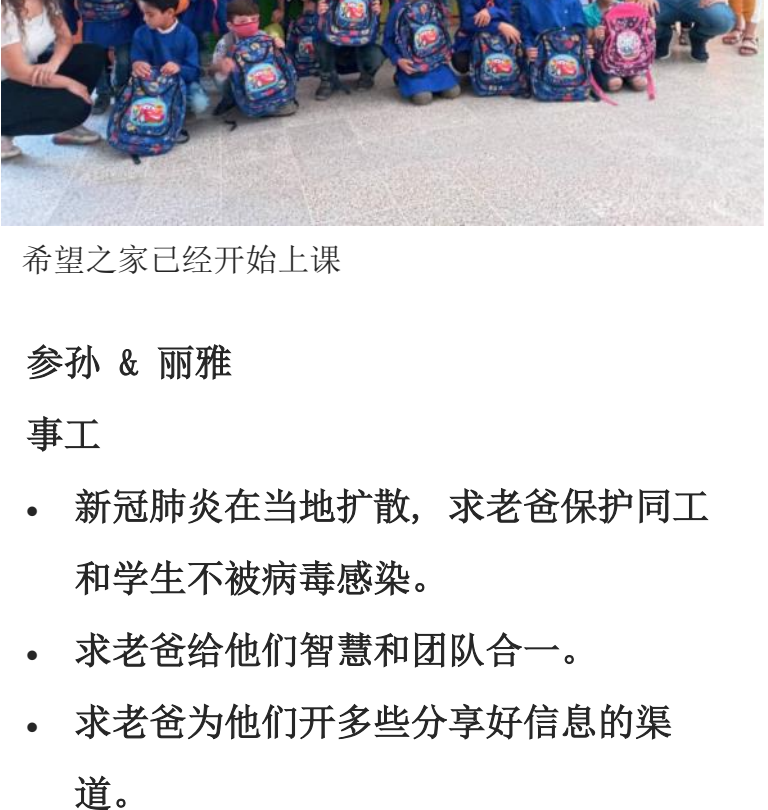 希望之家已经开始上课
参孙 & 丽雅
事工
• 新冠肺炎在当地扩散，求老爸保护同工
和学生不被病毒感染。
• 求老爸给他们智慧和团队合一。
• 求老爸为他们开多些分享好信息的渠
道。